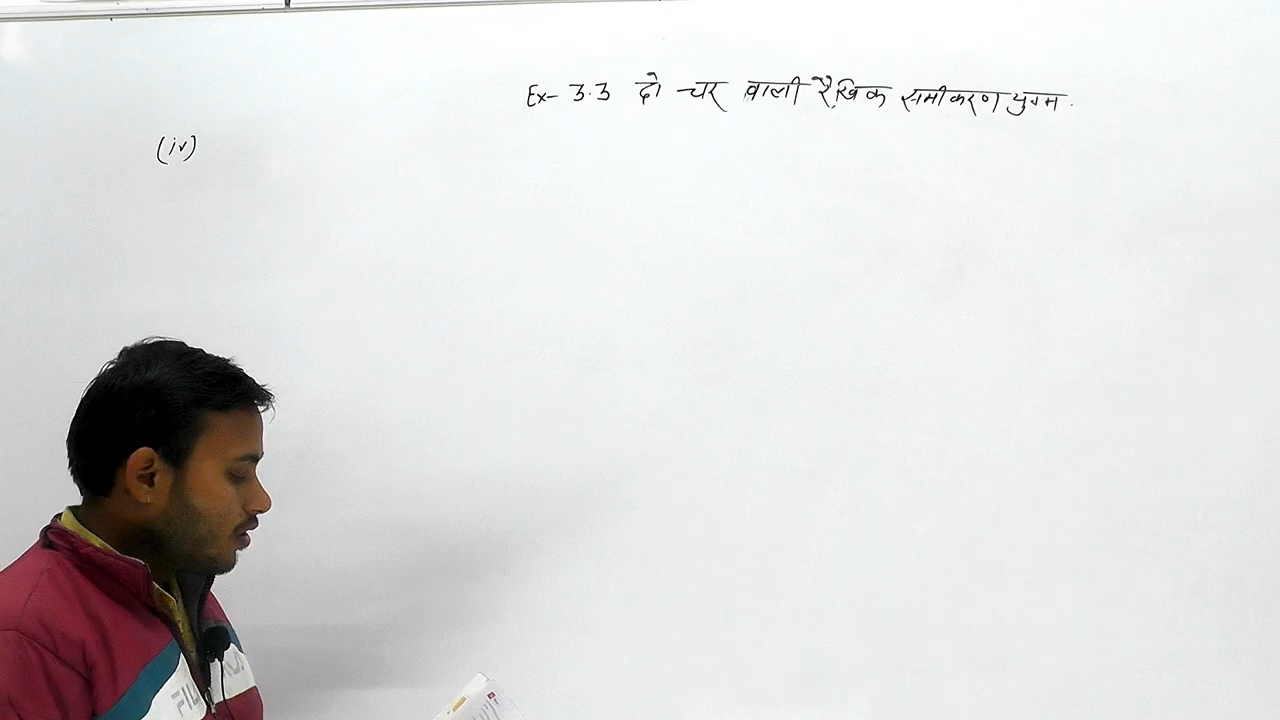 Ex- 3.3 दो चर वाली रैखिक समीकरण युग्म.
(iv)